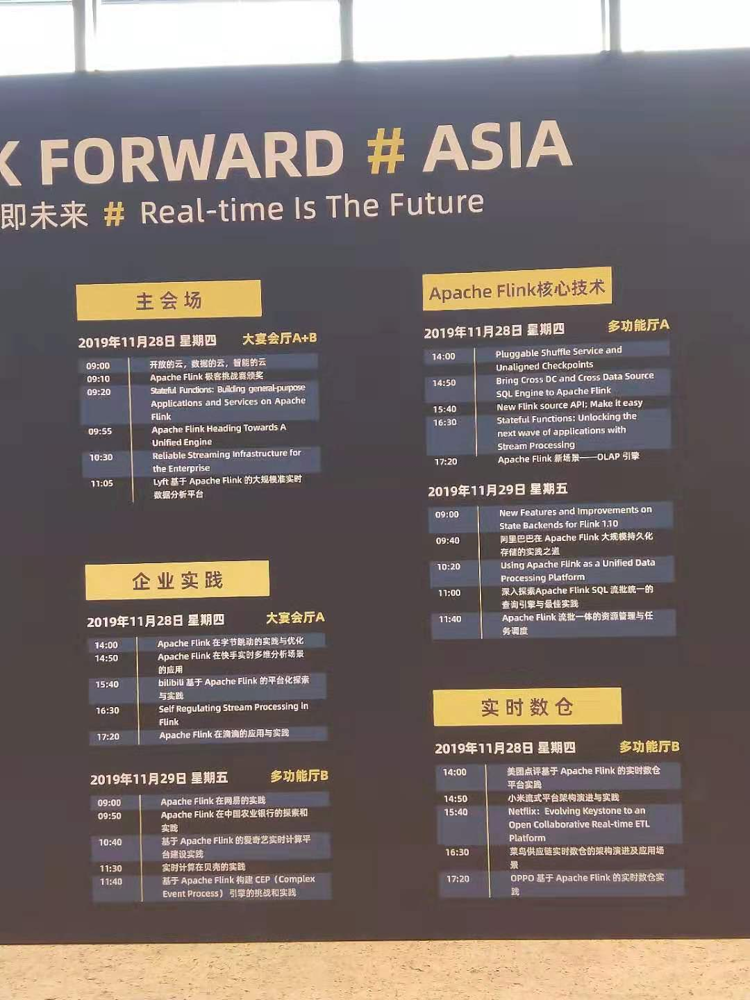 K FORWARD # ASIA
即未来 # Real-time Is The Future
主会场
2019年11月28日 星期四 大宴会厅A+B
09:00 开放的云，数据的云，智能的云
09:10 Apache Flink 极客挑战赛颁奖
09:20 Stateful Functions: Building general-purpose
Applications and Services on Apache
Flink
09:55 Apache Flink Heading Towards A
Unified Engine
10:30 Reliable Streaming Infrastructure for
the Enterprise
11:05 Lyft 基于 Apache Flink 的大规模准实时
数据分析平台
企业实践
2019年11月28日 星期四 大宴会厅A
14:00 Apache Flink 在字节跳动的实践与优化
14:50 Apache Flink 在快手实时多维分析场景
的应用
15:40 bilibili 基于 Apache Flink 的平台化探索
与实践
16:30 Self Regulating Stream Processing in
Flink
17:20 Apache Flink 在滴滴的应用与实践
2019年11月29日 星期五 多功能厅B
09:00 Apache Flink 在网易的实践
09:50 Apache Flink 在中国农业银行的探索和
实践
10:40 基于 Apache Flink 的爱奇艺实时计算平
台建设实践
11:30 实时计算在贝壳的实践
11:40 基于 Apache Flink 构建 CEP（Complex
Event Process） 引擎的挑战和实践
Apache Flink核心技术
2019年11月28日 星期四 多功能厅A
14:00 Pluggable Shuffle Service and
Unaligned Checkpoints
14:50 Bring Cross DC and Cross Data Source
SQL Engine to Apache Flink
15:40 New Flink source API; Make it easy
16:30 Stateful Functions: Unlocking the
next wave of applications with
Stream Processing
17:20 Apache Flink 新场景——OLAP 引擎
2019年11月29日 星期五
09:00 New Features and Improvements on
State Backends for Flink 1.10
09:40 阿里巴巴在 Apache Flink 大规模持久化
存储的实践之道
10:20 Using Apache Flink as a Unified Data
Processing Platform
11:00 深入探索Apache Flink SQL 流批统一的
查询引擎与最佳实践
11:40 Apache Flink 流批一体的资源管理与任
务调度
实时数仓
2019年11月28日 星期四 多功能厅B
14:00 美团点评基于 Apache Flink 的实时数仓
平台实践
14:50 小米流式平台架构演进与实践
15:40 Netflix: Evolving Keystone to an
Open Collaborative Real-time ETL
Platform
16:30 菜鸟供应链实时数仓的架构演进及应用场
景
17:20 OPPO 基于 Apache Flink 的实时数仓实
践